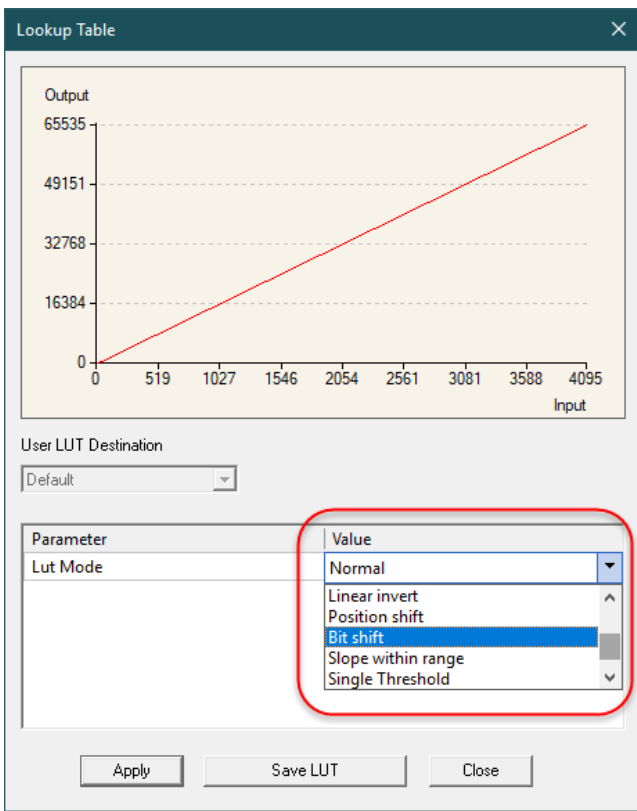 Lookup Table
Output
65535
49151
32768
16384
0
0 519 1027 1546 2054 2561 3081 3588 4095
Input
User LUT Destination
Default
Parameter Value
Lut Mode Normal
Linear invert
Position shift
Bit shift
Slope within range
Single Threshold
Apply Save LUT Close